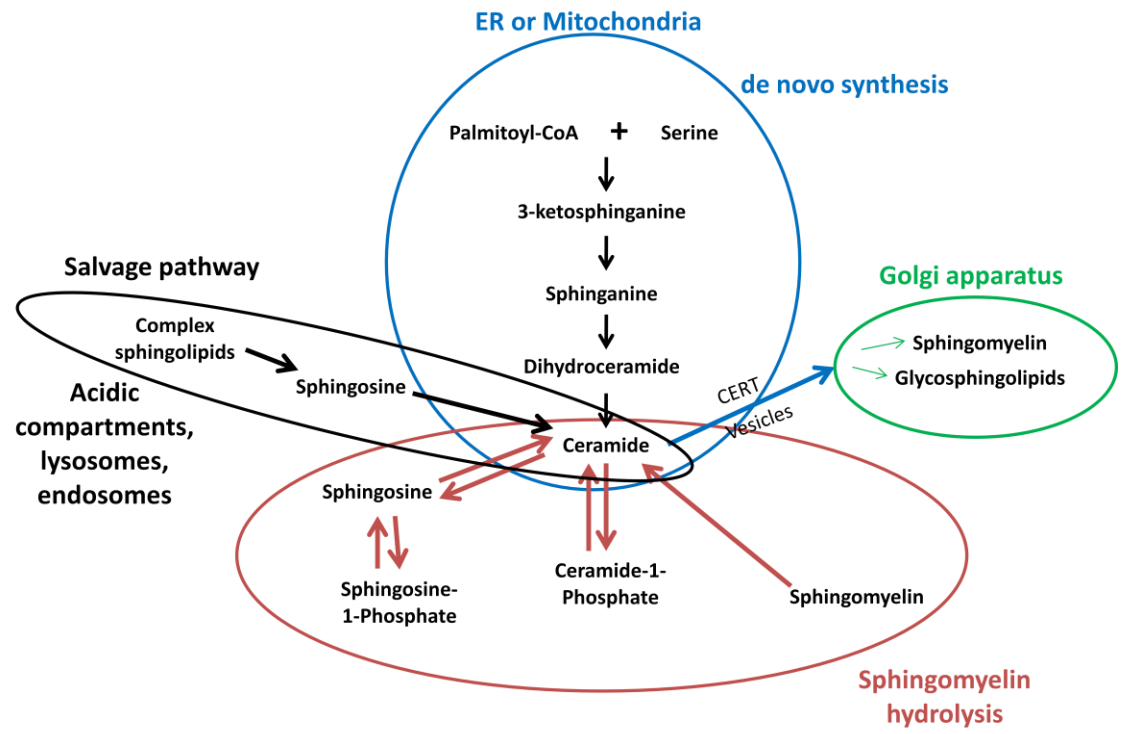 ER or Mitochondria
de novo synthesis
Palmitoyl-CoA + Serine
3-ketosphinganine
Salvage pathway
Golgi apparatus
Sphinganine
Complex
sphingolipids
Sphingomyelin
Dihydroceramide
Glycosphingolipids
Sphingosine
CERT
Vesicles
Acidic
compartments,
lysosomes,
endosomes
Ceramide
Sphingosine
Ceramide-1-
Phosphate
Sphingosine-
1-Phosphate
Sphingomyelin
Sphingomyelin
hydrolysis